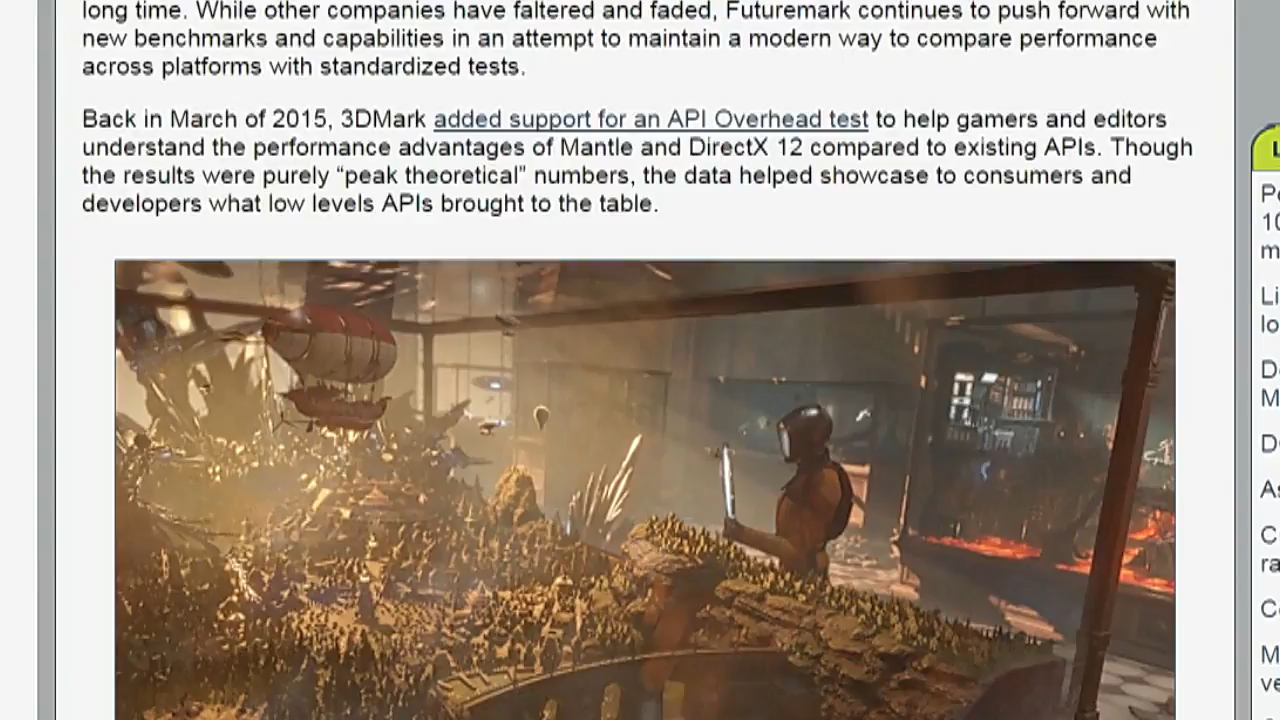 long time. While other companies have faltered and faded, Futuremark continues to push forward with
new benchmarks and capabilities in an attempt to maintain a modern way to compare performance
across platforms with standardized tests.
Back in March of 2015, 3DMark added support for an API Overhead test to help gamers and editors
understand the performance advantages of Mantle and DirectX 12 compared to existing APIs. Though
the results were purely “peak theoretical” numbers, the data helped showcase to consumers and
developers what low levels APIs brought to the table.